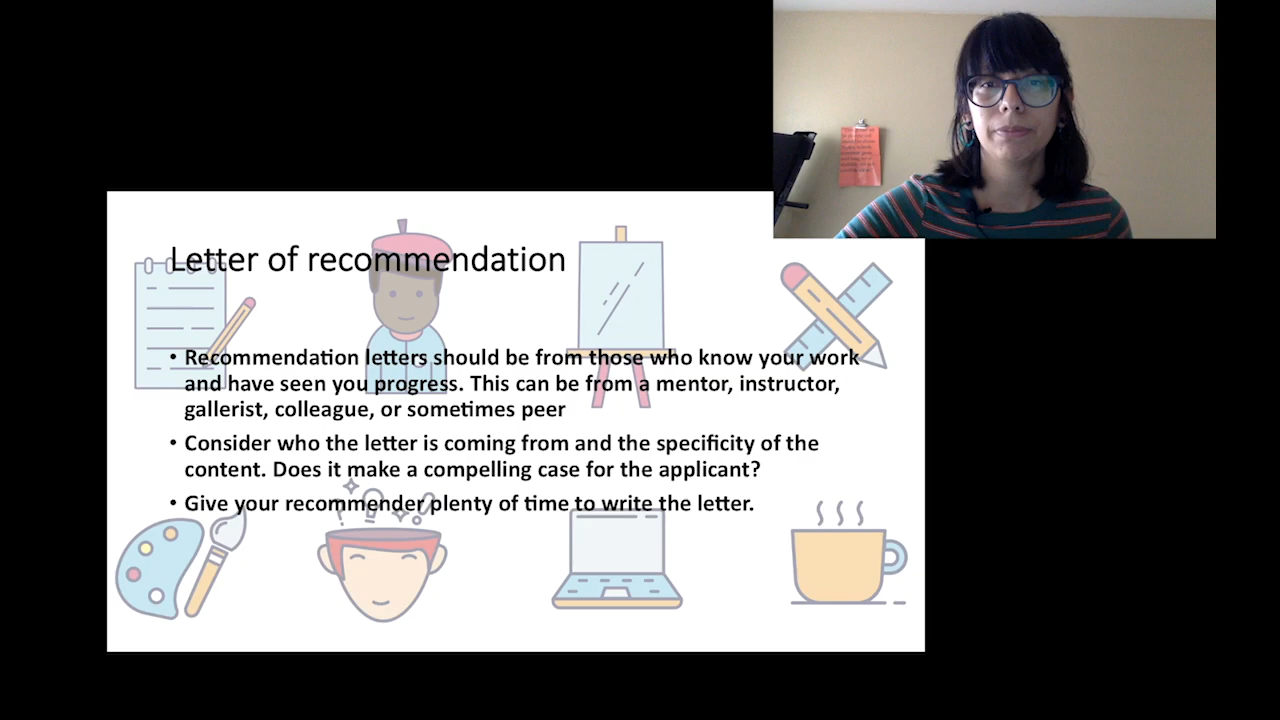 Letter of recommendation
• Recommendation letters should be from those who know your work
and have seen you progress. This can be from a mentor, instructor,
gallerist, colleague, or sometimes peer
• Consider who the letter is coming from and the specificity of the
content. Does it make a compelling case for the applicant?
• Give your recommender plenty of time to write the letter.